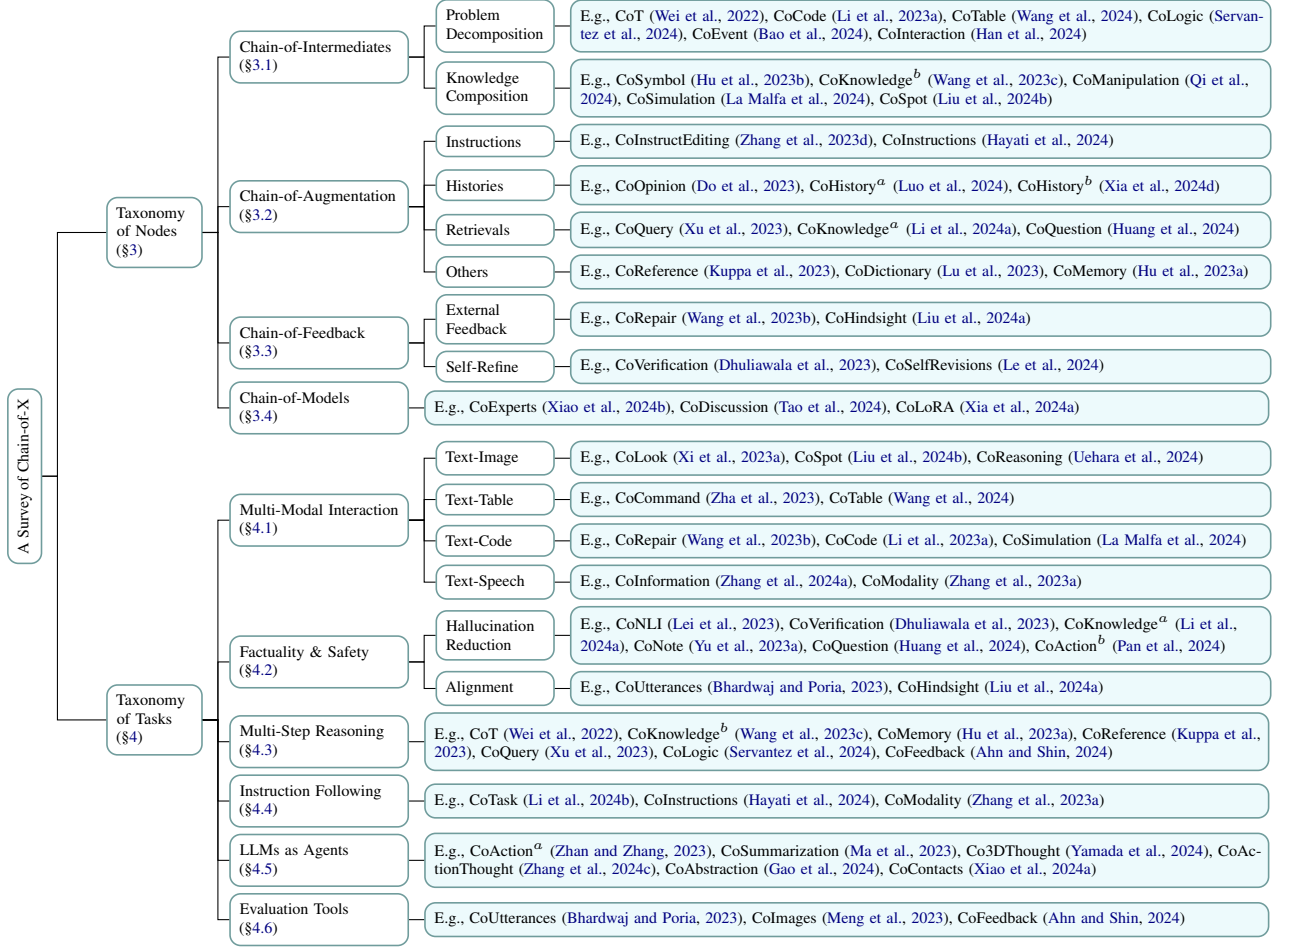 A Survey of Chain-of-X
Taxonomy
of Nodes
(§3)
Chain-of-Intermediates
(§3.1)
Problem
Decomposition
E.g., CoT (Wei et al., 2022), CoCode (Li et al., 2023a), CoTable (Wang et al., 2024), CoLogic (Servan-
tez et al., 2024), CoEvent (Bao et al., 2024), CoInteraction (Han et al., 2024)
Knowledge
Composition
E.g., CoSymbol (Hu et al., 2023b), CoKnowledge^b (Wang et al., 2023c), CoManipulation (Qi et al.,
2024), CoSimulation (La Malfa et al., 2024), CoSpot (Liu et al., 2024b)
Chain-of-Augmentation
(§3.2)
Instructions
E.g., CoInstructEditing (Zhang et al., 2023d), CoInstructions (Hayati et al., 2024)
Histories
E.g., CoOpinion (Do et al., 2023), CoHistory^a (Luo et al., 2024), CoHistory^b (Xia et al., 2024d)
Retrievals
E.g., CoQuery (Xu et al., 2023), CoKnowledge^a (Li et al., 2024a), CoQuestion (Huang et al., 2024)
Others
E.g., CoReference (Kuppa et al., 2023), CoDictionary (Lu et al., 2023), CoMemory (Hu et al., 2023a)
Chain-of-Feedback
(§3.3)
External
Feedback
E.g., CoRepair (Wang et al., 2023b), CoHindsight (Liu et al., 2024a)
Self-Refine
E.g., CoVerification (Dhuliawala et al., 2023), CoSelfRevisions (Le et al., 2024)
Chain-of-Models
(§3.4)
E.g., CoExperts (Xiao et al., 2024b), CoDiscussion (Tao et al., 2024), CoLoRA (Xia et al., 2024a)
Taxonomy
of Tasks
(§4)
Multi-Modal Interaction
(§4.1)
Text-Image
E.g., CoLook (Xi et al., 2023a), CoSpot (Liu et al., 2024b), CoReasoning (Uehara et al., 2024)
Text-Table
E.g., CoCommand (Zha et al., 2023), CoTable (Wang et al., 2024)
Text-Code
E.g., CoRepair (Wang et al., 2023b), CoCode (Li et al., 2023a), CoSimulation (La Malfa et al., 2024)
Text-Speech
E.g., CoInformation (Zhang et al., 2024a), CoModality (Zhang et al., 2023a)
Factuality & Safety
(§4.2)
Hallucination
Reduction
E.g., CoNLI (Lei et al., 2023), CoVerification (Dhuliawala et al., 2023), CoKnowledge^a (Li et al.,
2024a), CoNote (Yu et al., 2023a), CoQuestion (Huang et al., 2024), CoAction^b (Pan et al., 2024)
Alignment
E.g., CoUtterances (Bhardwaj and Poria, 2023), CoHindsight (Liu et al., 2024a)
Multi-Step Reasoning
(§4.3)
E.g., CoT (Wei et al., 2022), CoKnowledge^b (Wang et al., 2023c), CoMemory (Hu et al., 2023a), CoReference (Kuppa et al.,
2023), CoQuery (Xu et al., 2023), CoLogic (Servantez et al., 2024), CoFeedback (Ahn and Shin, 2024)
Instruction Following
(§4.4)
E.g., CoTask (Li et al., 2024b), CoInstructions (Hayati et al., 2024), CoModality (Zhang et al., 2023a)
LLMs as Agents
(§4.5)
E.g., CoAction^a (Zhan and Zhang, 2023), CoSummarization (Ma et al., 2023), Co3DThought (Yamada et al., 2024), CoAc-
tionThought (Zhang et al., 2024c), CoAbstraction (Gao et al., 2024), CoContacts (Xiao et al., 2024a)
Evaluation Tools
(§4.6)
E.g., CoUtterances (Bhardwaj and Poria, 2023), CoImages (Meng et al., 2023), CoFeedback (Ahn and Shin, 2024)